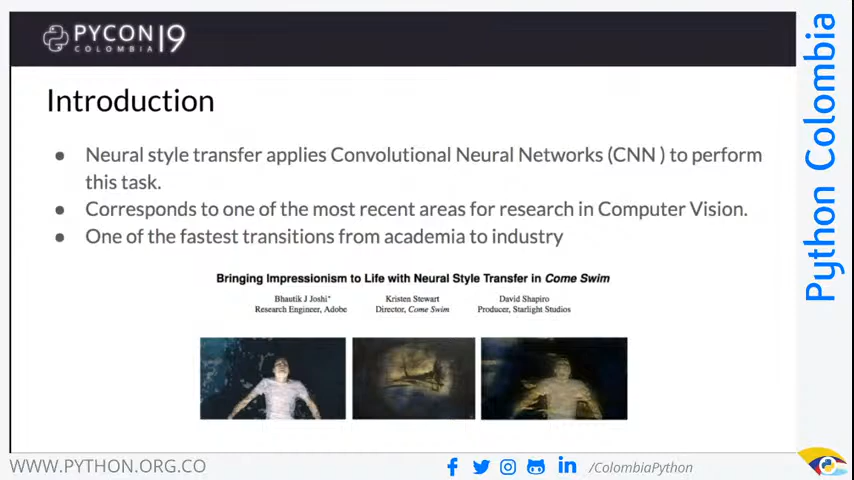 PYCON 19
COLOMBIA
Introduction
Neural style transfer applies Convolutional Neural Networks (CNN ) to perform
this task.
Corresponds to one of the most recent areas for research in Computer Vision.
One of the fastest transitions from academia to industry
Bringing Impressionism to Life with Neural Style Transfer in Come Swim
Bhautik J Joshi*
Research Engineer, Adobe
Kristen Stewart
Director, Come Swim
David Shapiro
Producer, Starlight Studios
WWW.PYTHON.ORG.CO
/ColombiaPython
Python Colombia